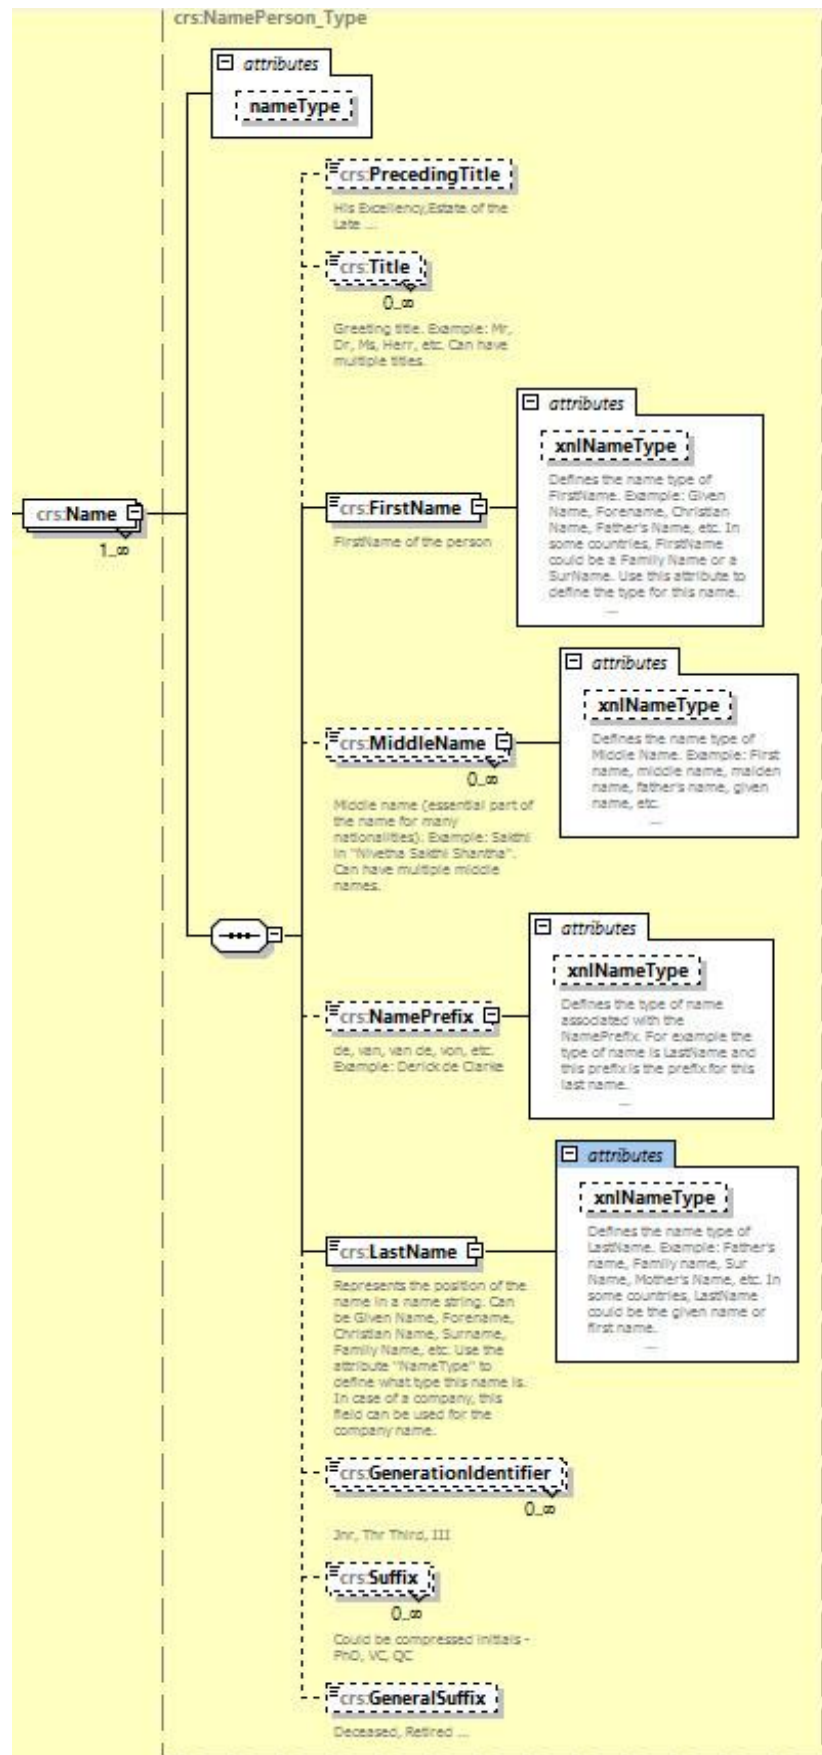 crs:NamePerson_Type
attributes
nameType
crs:PrecedingTitle
His Excellency,Estate of the
Late ...
crs:Title
0..∞
Greeting title. Example: Mr,
Dr, Ms, Herr, etc. Can have
multiple titles.
crs:Name
1..∞
crs:FirstName
FirstName of the person
attributes
xnlNameType
Defines the name type of
FirstName. Example: Given
Name, Forename, Christian
Name, Father's Name, etc. In
some countries, FirstName
could be a Family Name or a
SurName. Use this attribute to
define the type for this name.
...
crs:MiddleName
0..∞
Middle name (essential part of
the name for many
nationalities). Example: Sakthi
in "Nivetha Sakthi Shantha".
Can have multiple middle
names.
attributes
xnlNameType
Defines the name type of
Middle Name. Example: First
name, middle name, maiden
name, father's name, given
name, etc.
...
crs:NamePrefix
de, van, van de, von, etc.
Example: Derick de Clarke
attributes
xnlNameType
Defines the type of name
associated with the
NamePrefix. For example the
type of name is LastName and
this prefix is the prefix for this
last name.
...
crs:LastName
Represents the position of the
name in a name string. Can
be Given Name, Forename,
Christian Name, Surname,
Family Name, etc. Use the
attribute "NameType" to
define what type this name is.
In case of a company, this
field can be used for the
company name.
attributes
xnlNameType
Defines the name type of
LastName. Example: Father's
name, Family name, Sur
Name, Mother's Name, etc. In
some countries, LastName
could be the given name or
first name.
...
crs:GenerationIdentifier
0..∞
Jnr, Thr Third, III
crs:Suffix
0..∞
Could be compressed initials -
PhD, VC, QC
crs:GeneralSuffix
Deceased, Retired ...